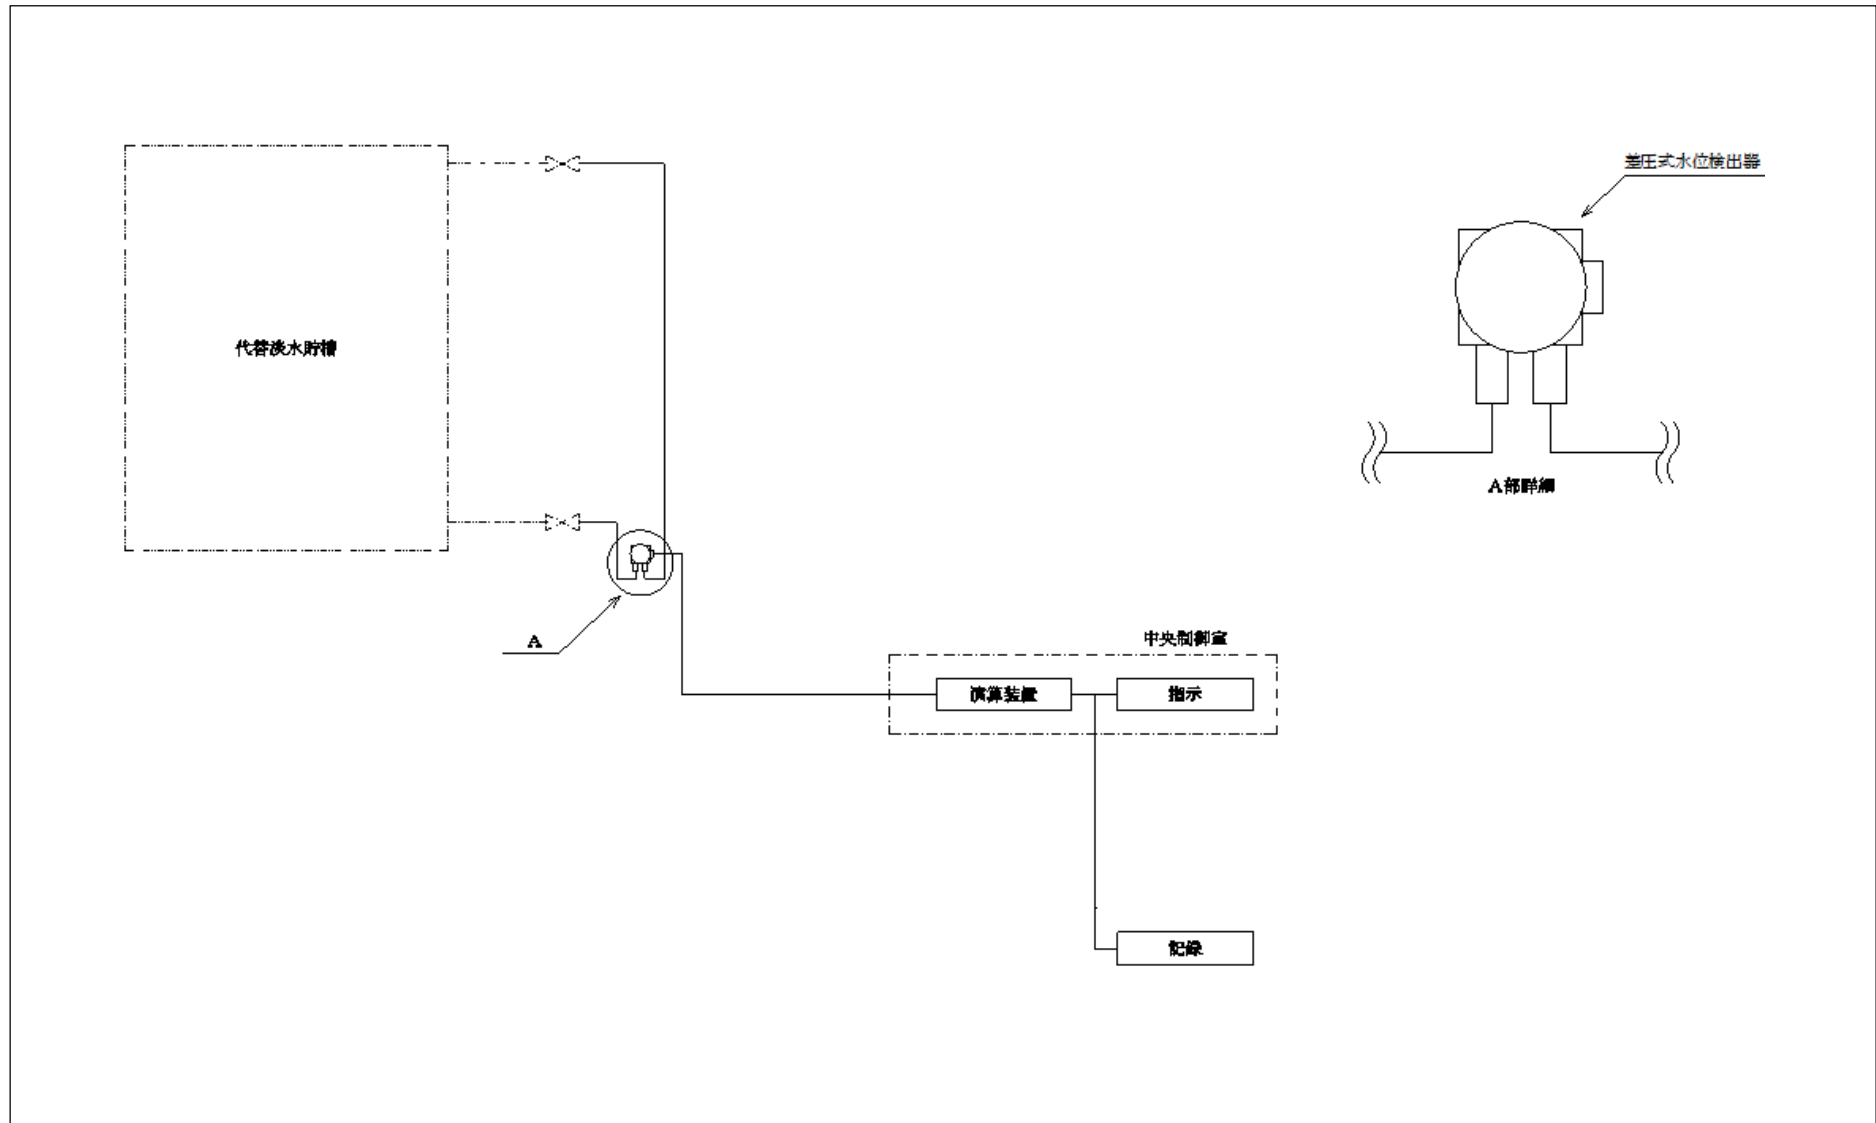 差圧式水位検出器
代替淡水貯槽
A部詳細
A
中央制御室
演算装置
指示
記録